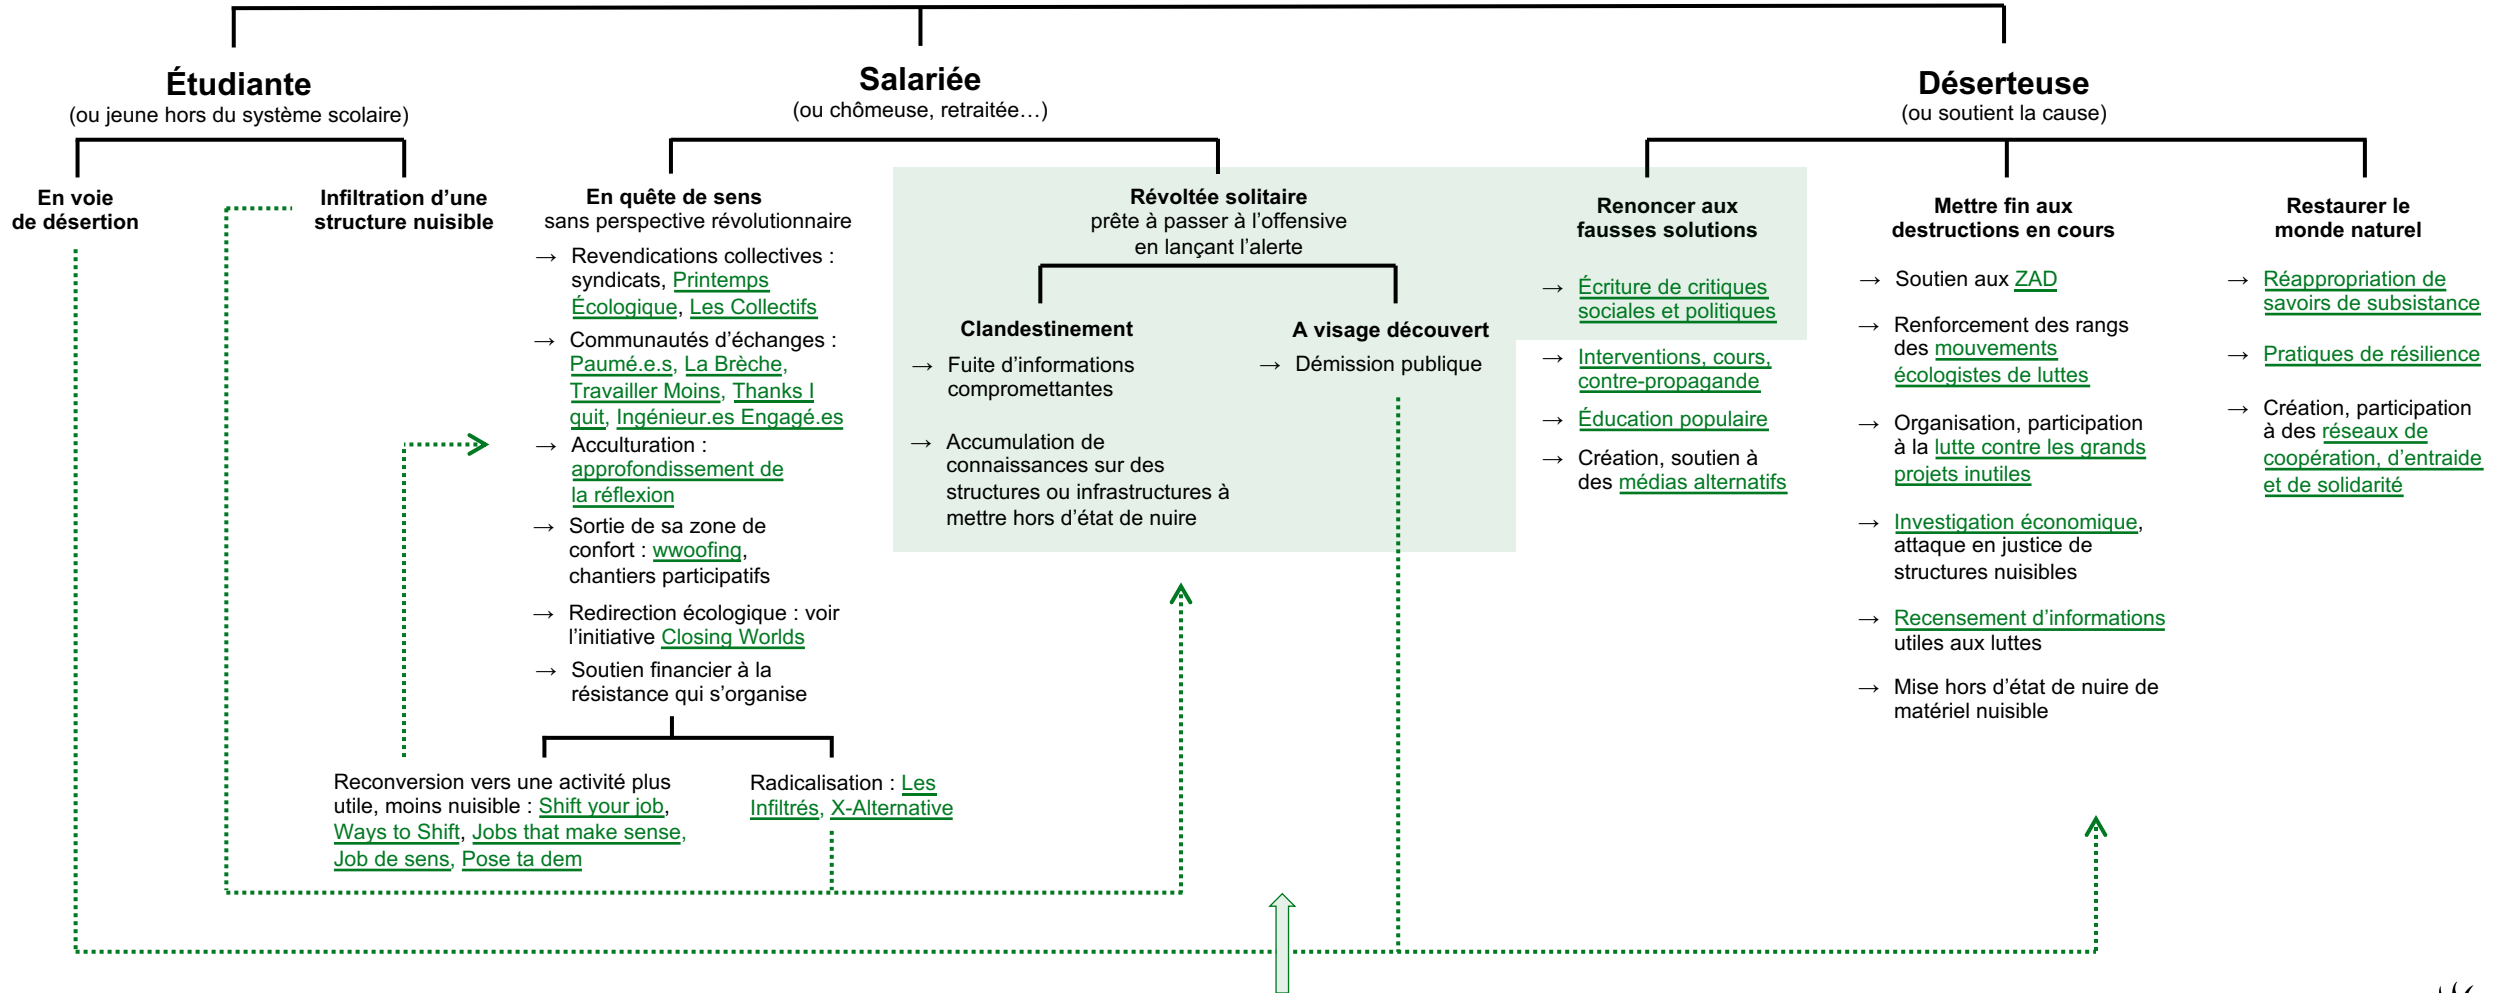 Étudiante
(ou jeune hors du système scolaire)
En voie
de désertion
Infiltration d’une
structure nuisible
Salariée
(ou chômeuse, retraitée…)
En quête de sens
sans perspective révolutionnaire
→ Revendications collectives :
syndicats, Printemps
Écologique, Les Collectifs
→ Communautés d’échanges :
Paumé.e.s, La Brèche,
Travailler Moins, Thanks I
quit, Ingénieur.es Engagé.es
→ Acculturation :
approfondissement de
la réflexion
→ Sortie de sa zone de
confort : wwoofing,
chantiers participatifs
→ Redirection écologique : voir
l’initiative Closing Worlds
→ Soutien financier à la
résistance qui s’organise
Reconversion vers une activité plus
utile, moins nuisible : Shift your job,
Ways to Shift, Jobs that make sense,
Job de sens, Pose ta dem
Radicalisation : Les
Infiltrés, X-Alternative
Révoltée solitaire
prête à passer à l’offensive
en lançant l’alerte
Clandestinement
→ Fuite d’informations
compromettantes
→ Accumulation de
connaissances sur des
structures ou infrastructures à
mettre hors d’état de nuire
A visage découvert
→ Démission publique
Déserteuse
(ou soutient la cause)
Renoncer aux
fausses solutions
→ Écriture de critiques
sociales et politiques
→ Interventions, cours,
contre-propagande
→ Éducation populaire
→ Création, soutien à
des médias alternatifs
Mettre fin aux
destructions en cours
→ Soutien aux ZAD
→ Renforcement des rangs
des mouvements
écologistes de luttes
→ Organisation, participation
à la lutte contre les grands
projets inutiles
→ Investigation économique,
attaque en justice de
structures nuisibles
→ Recensement d’informations
utiles aux luttes
→ Mise hors d’état de nuire de
matériel nuisible
Restaurer le
monde naturel
→ Réappropriation de
savoirs de subsistance
→ Pratiques de résilience
→ Création, participation
à des réseaux de
coopération, d’entraide
et de solidarité